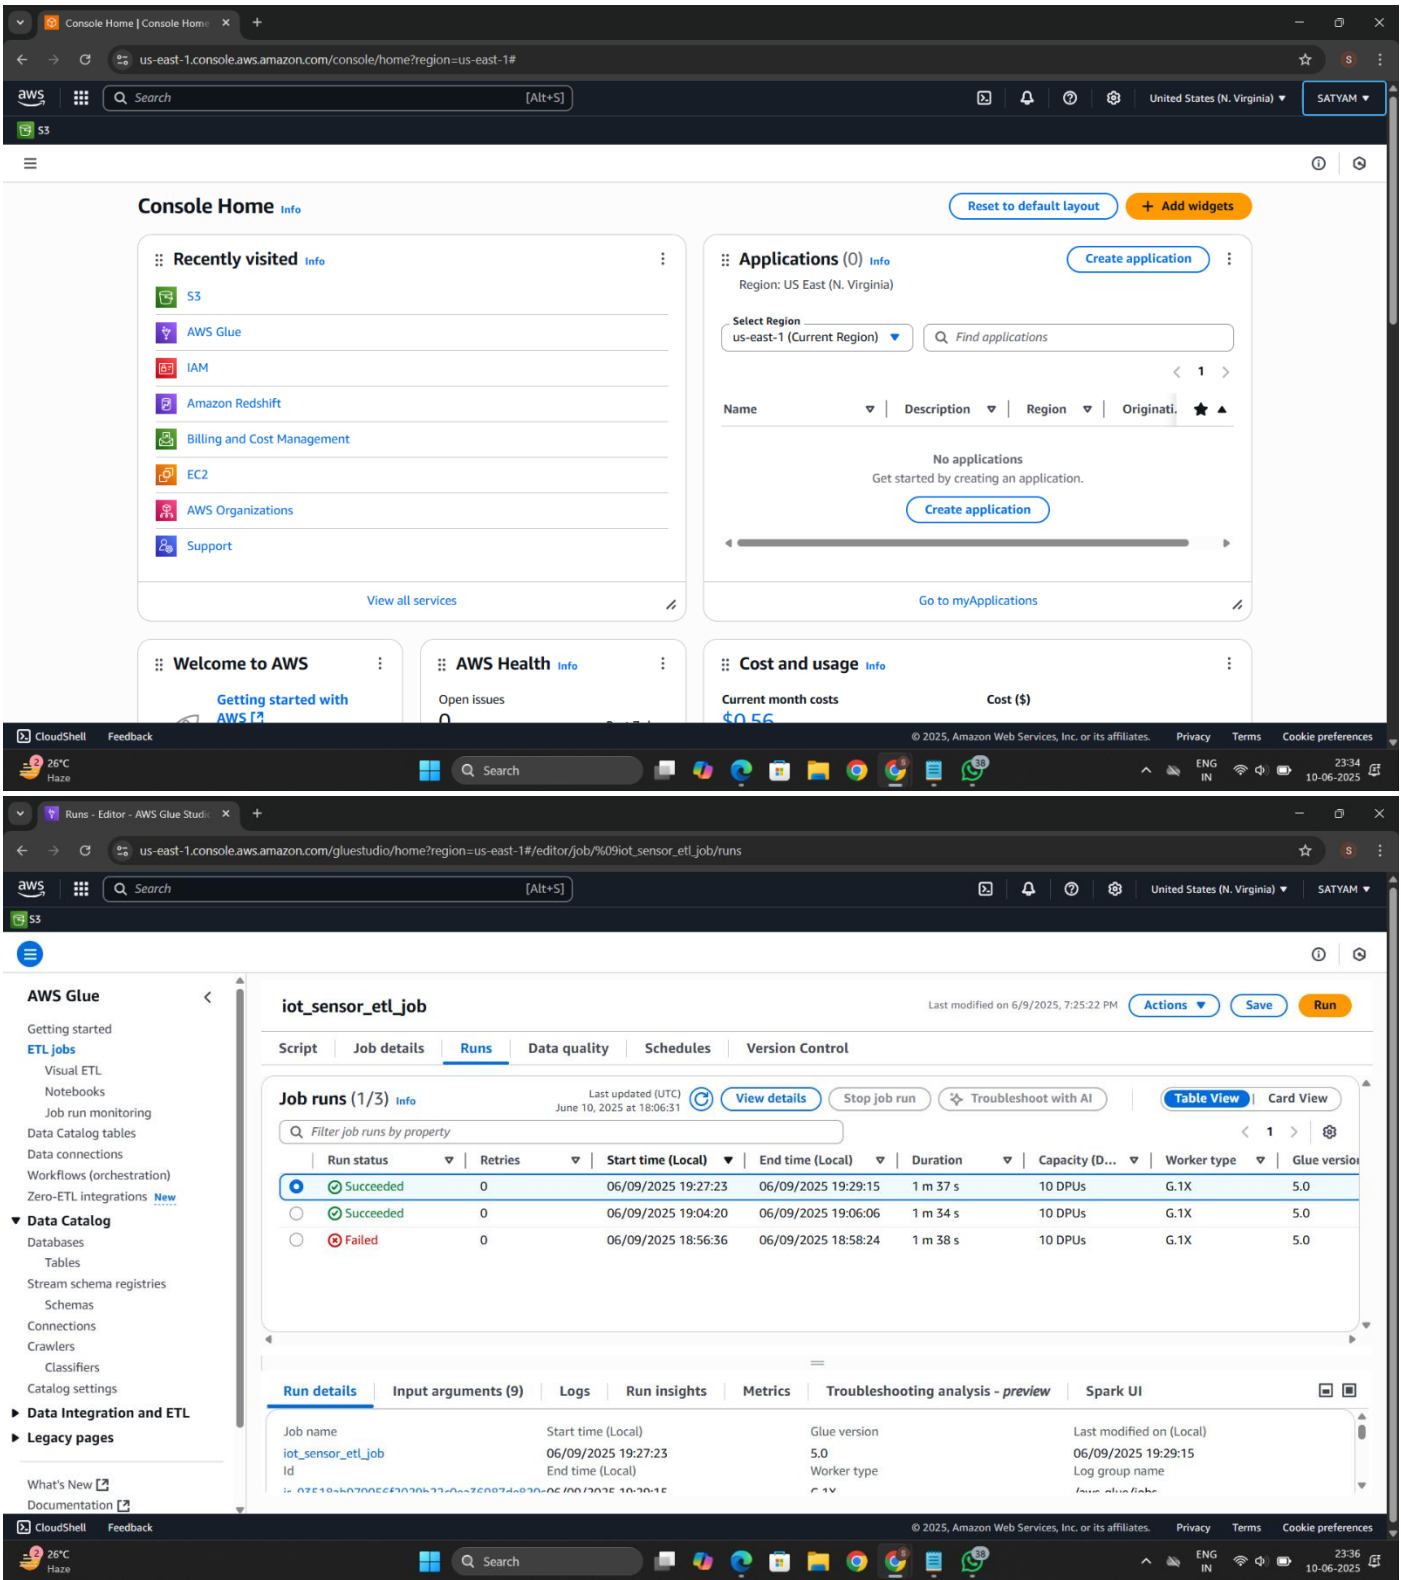 Console Home | Console Home
us-east-1.console.aws.amazon.com/console/home?region=us-east-1#
S
aws
Search
[Alt+S]
United States (N. Virginia) ▼
SATYAM ▼
S3
Console Home Info
Reset to default layout
+ Add widgets
Recently visited Info
S3
AWS Glue
IAM
Amazon Redshift
Billing and Cost Management
EC2
AWS Organizations
Support
View all services
Applications (0) Info
Create application
Region: US East (N. Virginia)
Select Region
us-east-1 (Current Region)
Find applications
1
Name
Description
Region
Originati.
No applications
Get started by creating an application.
Create application
Go to myApplications
Welcome to AWS
Getting started with
AWS
AWS Health Info
Open issues
0
Cost and usage Info
Current month costs
$0.56
Cost ($)
CloudShell Feedback
© 2025, Amazon Web Services, Inc. or its affiliates. Privacy Terms Cookie preferences
2
26°C
Haze
Search
38
ENG
IN
23:34
10-06-2025
Runs - Editor - AWS Glue Studio
us-east-1.console.aws.amazon.com/gluestudio/home?region=us-east-1#/editor/job/%09iot_sensor_etl_job/runs
S
aws
Search
[Alt+S]
United States (N. Virginia) ▼
SATYAM ▼
S3
AWS Glue
Getting started
ETL jobs
Visual ETL
Notebooks
Job run monitoring
Data Catalog tables
Data connections
Workflows (orchestration)
Zero-ETL integrations New
Data Catalog
Databases
Tables
Stream schema registries
Schemas
Connections
Crawlers
Classifiers
Catalog settings
Data Integration and ETL
Legacy pages
What's New
Documentation
iot_sensor_etl_job
Last modified on 6/9/2025, 7:25:22 PM
Actions ▼
Save
Run
Script Job details Runs Data quality Schedules Version Control
Job runs (1/3) Info
Last updated (UTC)
June 10, 2025 at 18:06:31
View details
Stop job run
Troubleshoot with AI
Table View
Card View
Filter job runs by property
1
Run status Retries Start time (Local) End time (Local) Duration Capacity (D... Worker type Glue version
Succeeded 0 06/09/2025 19:27:23 06/09/2025 19:29:15 1 m 37 s 10 DPUs G.1X 5.0
Succeeded 0 06/09/2025 19:04:20 06/09/2025 19:06:06 1 m 34 s 10 DPUs G.1X 5.0
Failed 0 06/09/2025 18:56:36 06/09/2025 18:58:24 1 m 38 s 10 DPUs G.1X 5.0
Run details Input arguments (9) Logs Run insights Metrics Troubleshooting analysis - preview Spark UI
Job name Start time (Local) Glue version Last modified on (Local)
iot_sensor_etl_job 06/09/2025 19:27:23 5.0 06/09/2025 19:29:15
Id End time (Local) Worker type Log group name
06/09/2025 19:29:15 G.1X /aws-glue/jobs
CloudShell Feedback
© 2025, Amazon Web Services, Inc. or its affiliates. Privacy Terms Cookie preferences
2
26°C
Haze
Search
38
ENG
IN
23:36
10-06-2025